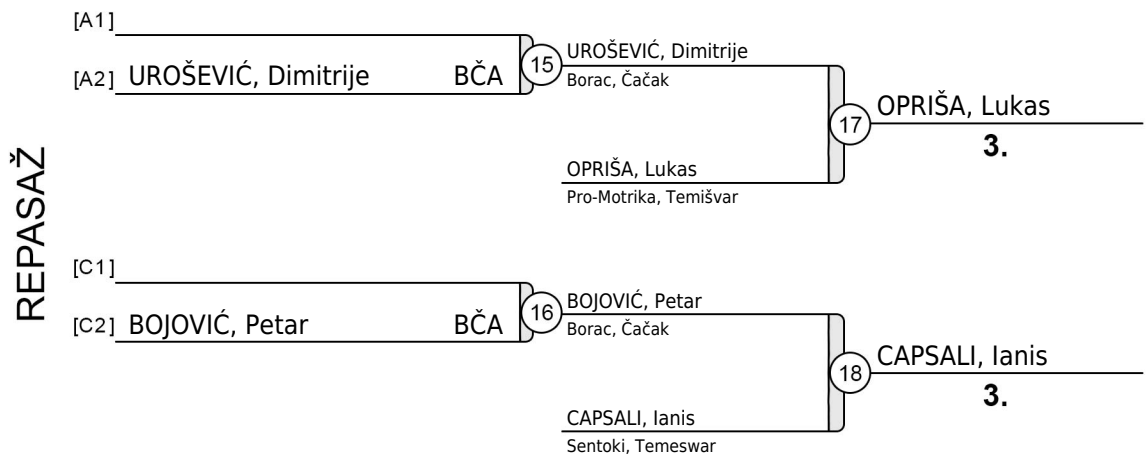 REPASAŽ
[A1]
[A2] UROŠEVIĆ, Dimitrije BČA
15
UROŠEVIĆ, Dimitrije
Borac, Čačak
OPRIŠA, Lukas
Pro-Motrika, Temišvar
17
OPRIŠA, Lukas
3.
[C1]
[C2] BOJOVIĆ, Petar BČA
16
BOJOVIĆ, Petar
Borac, Čačak
CAPSALI, Ianis
Sentoki, Temeswar
18
CAPSALI, Ianis
3.